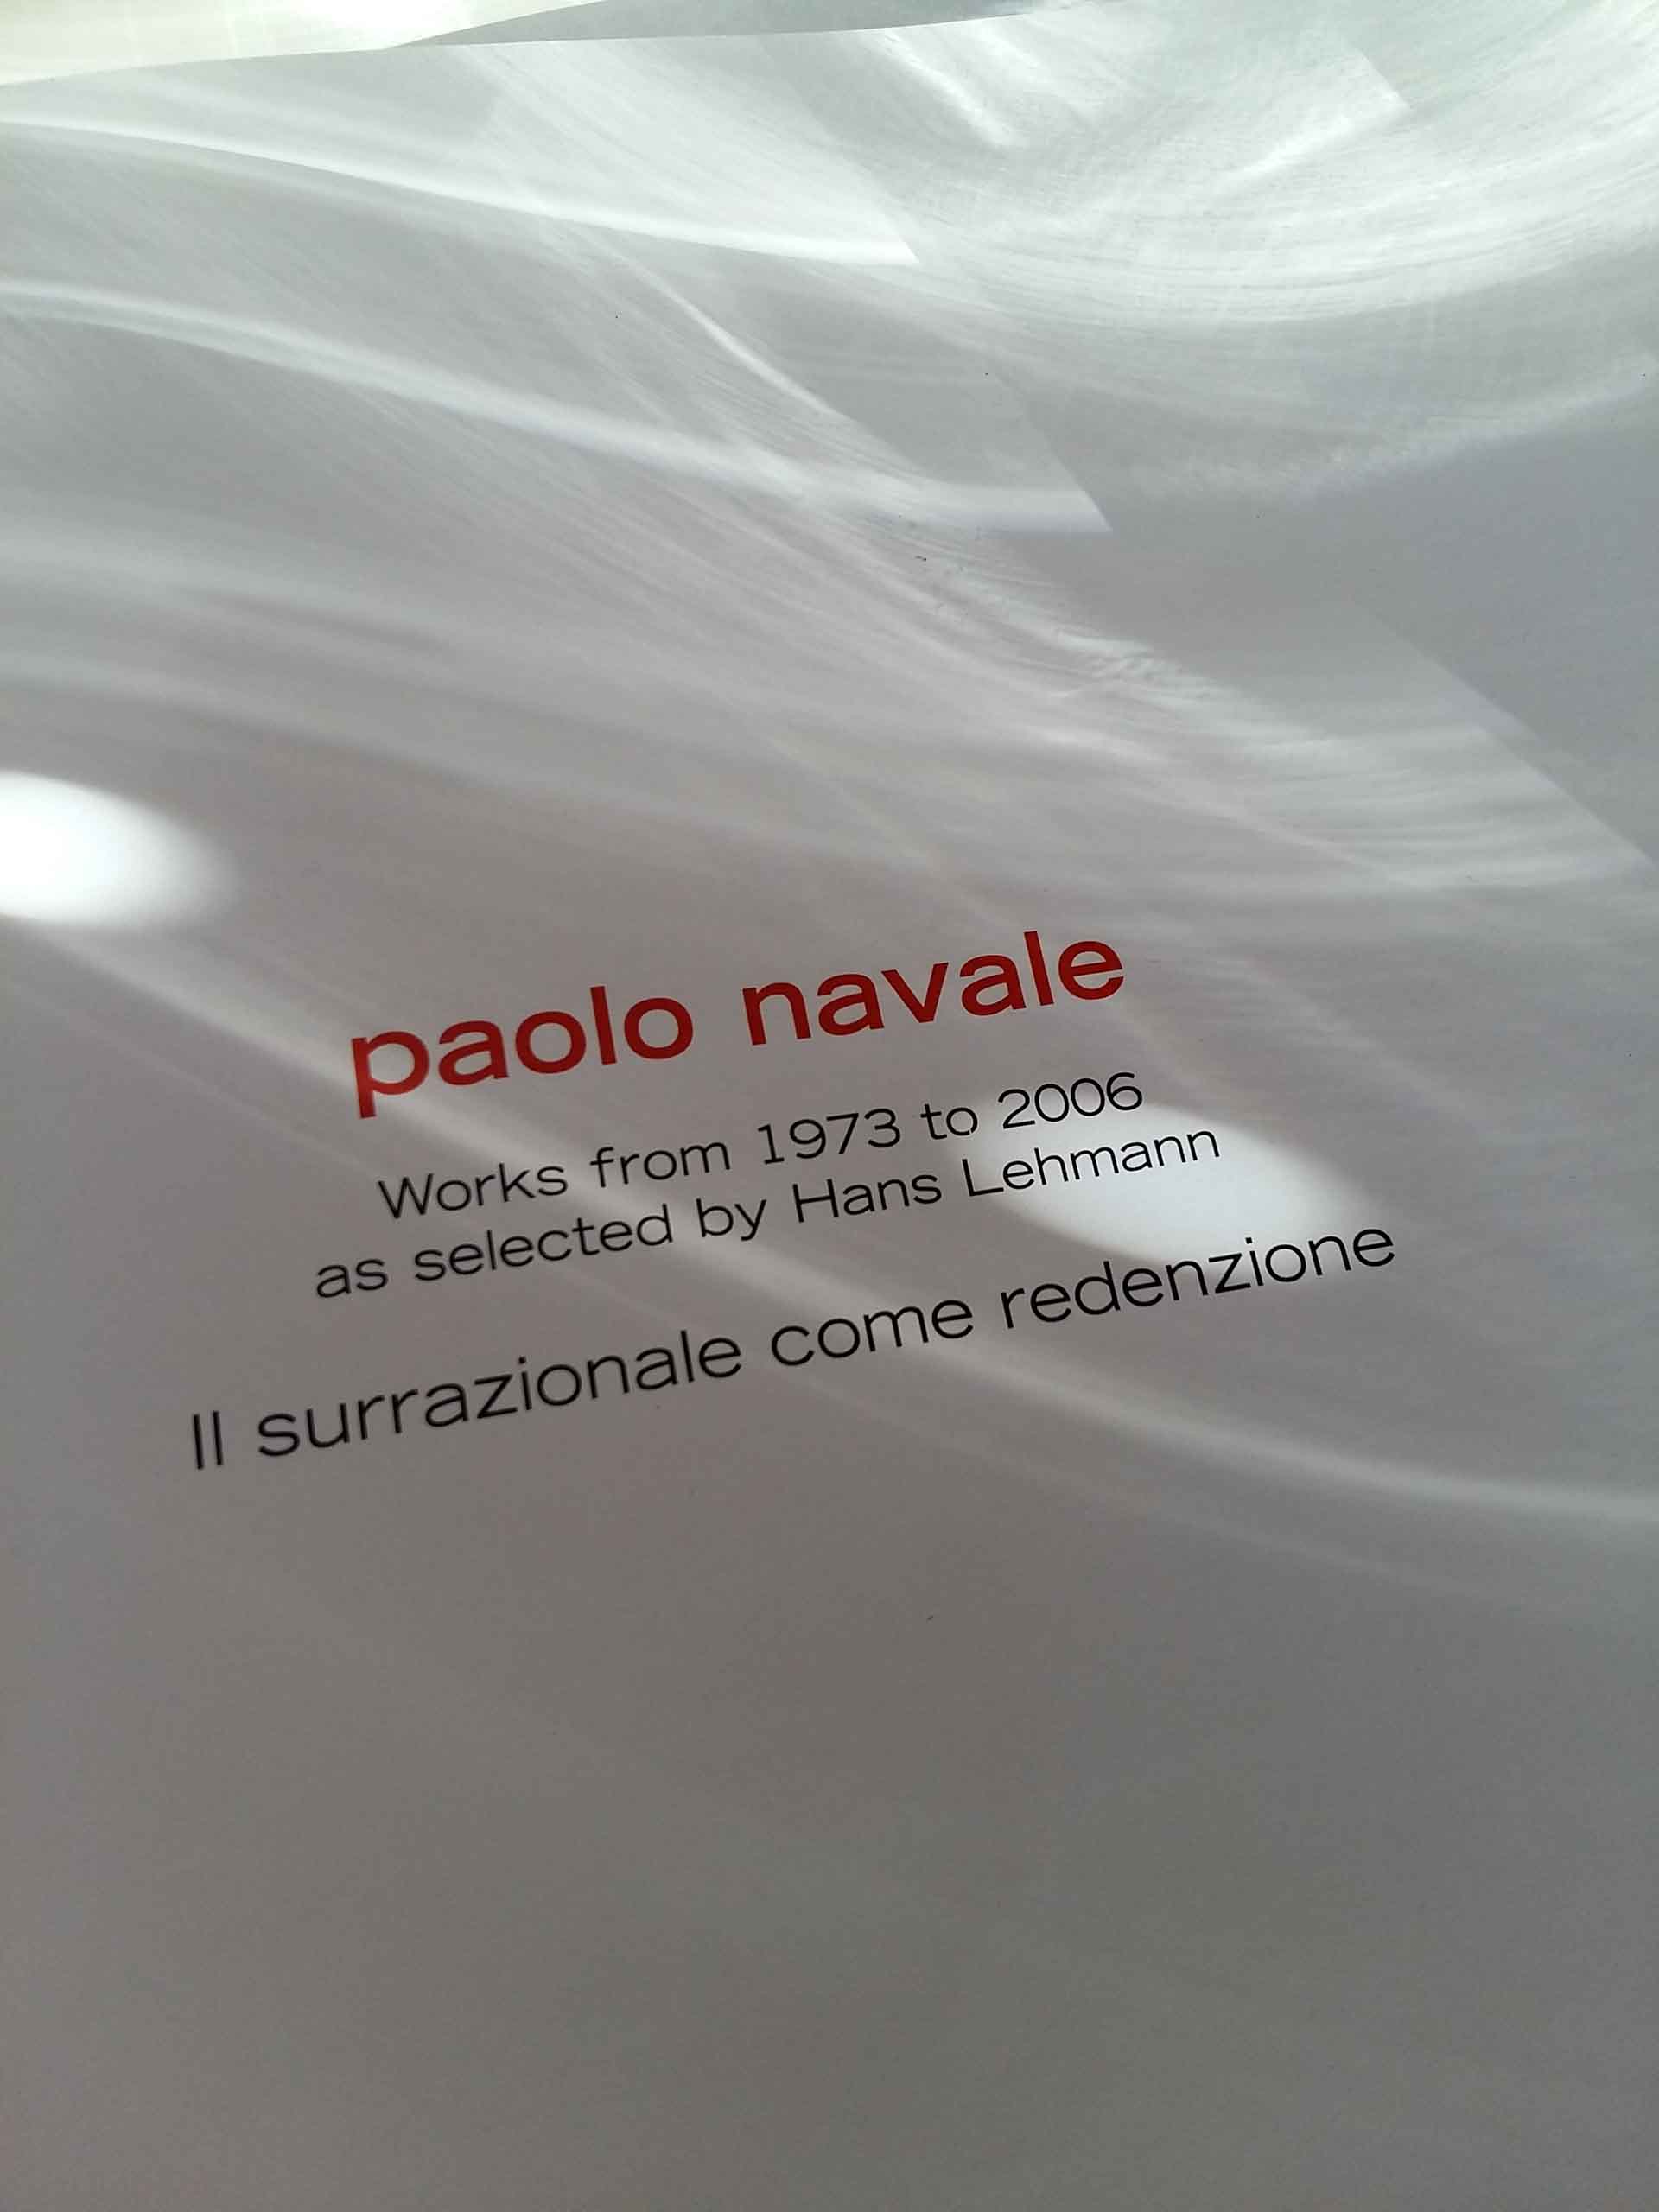 paolo navale
Works from 1973 to 2006
as selected by Hans Lehmann
Il surrazionale come redenzione